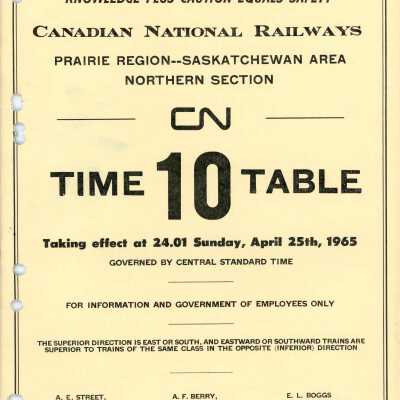 KNOWLEDGE PLUS CAUTION EQUALS SAFETY
CANADIAN NATIONAL RAILWAYS
PRAIRIE REGION--SASKATCHEWAN AREA
NORTHERN SECTION
CN
TIME 10 TABLE
Taking effect at 24.01 Sunday, April 25th, 1965
GOVERNED BY CENTRAL STANDARD TIME
FOR INFORMATION AND GOVERNMENT OF EMPLOYEES ONLY
THE SUPERIOR DIRECTION IS EAST OR SOUTH, AND EASTWARD OR SOUTHWARD TRAINS ARE
SUPERIOR TO TRAINS OF THE SAME CLASS IN THE OPPOSITE (INFERIOR) DIRECTION
A. E. STREET, A. F. BERRY, E. L. BOGGS